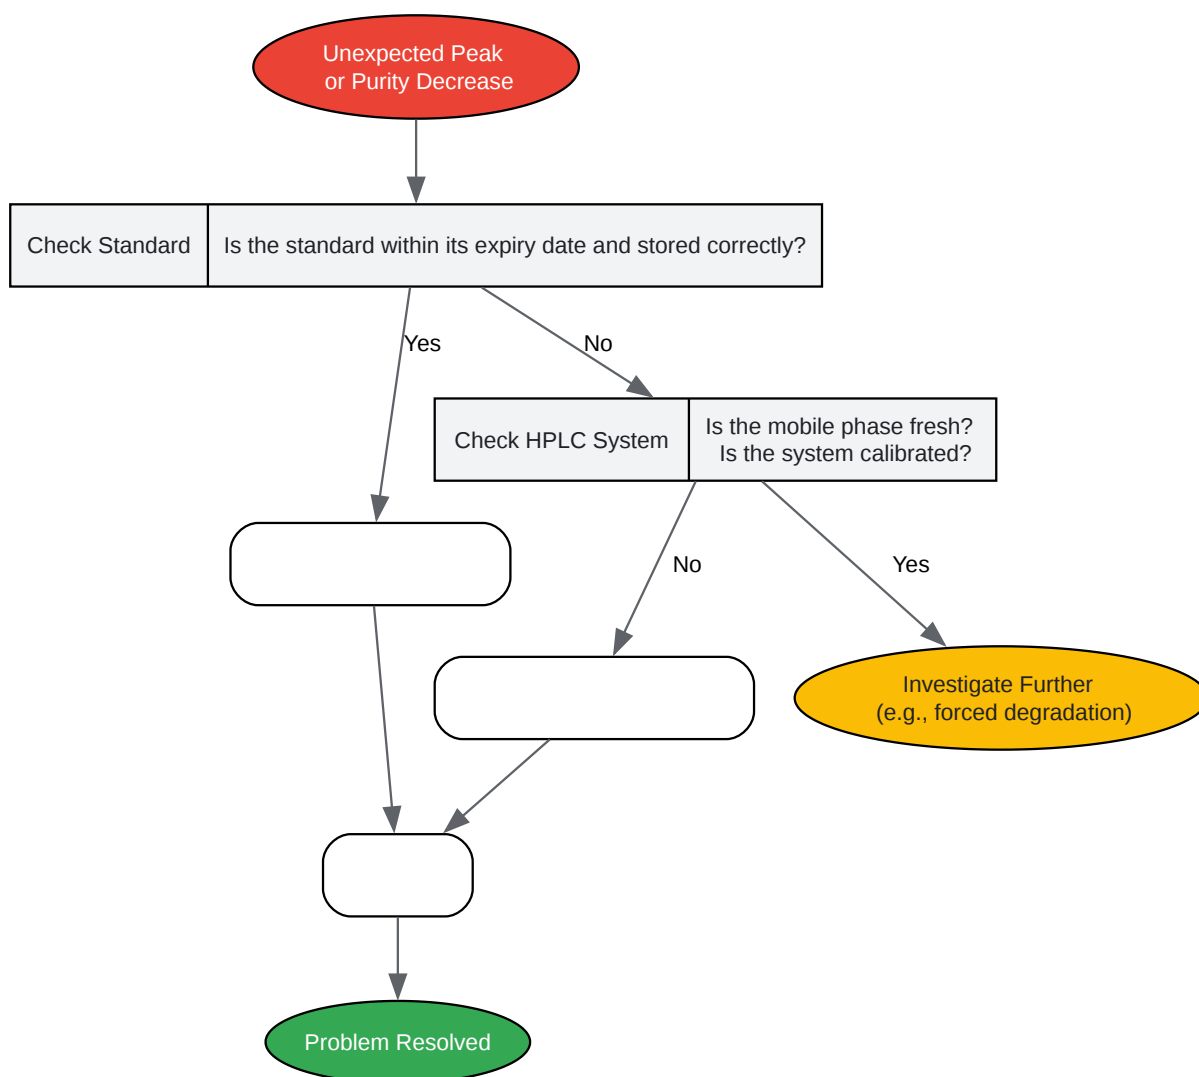 Unexpected Peak
or Purity Decrease
Check Standard
Is the standard within its expiry date and stored correctly?
Yes
No
Check HPLC System
Is the mobile phase fresh?
Is the system calibrated?
No
Yes
Investigate Further
(e.g., forced degradation)
Problem Resolved